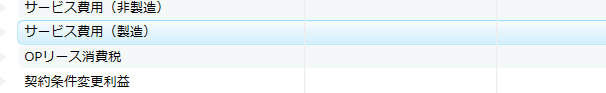 サービス費用（非製造）
サービス費用（製造）
OPリース消費税
契約条件変更利益